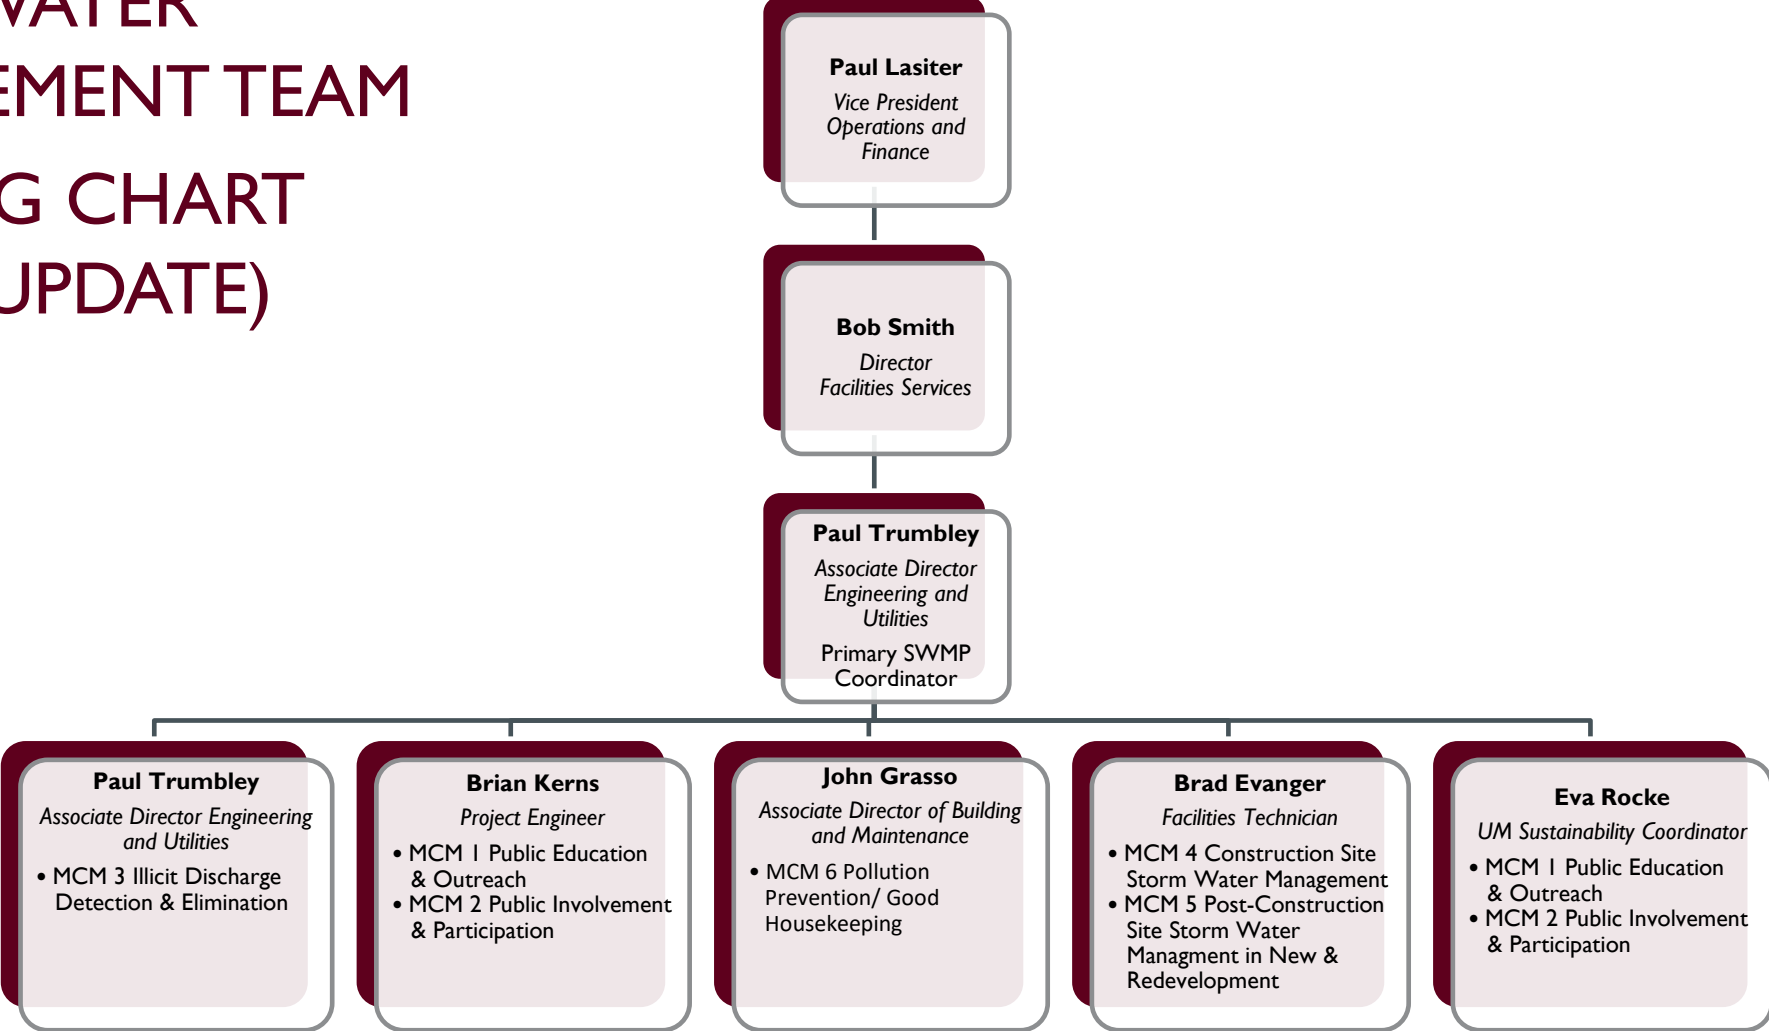 WATER
EMENT TEAM
G CHART
UPDATE)
Paul Lasiter
Vice President
Operations and
Finance
Bob Smith
Director
Facilities Services
Paul Trumbley
Associate Director
Engineering and
Utilities
Primary SWMP
Coordinator
Paul Trumbley
Associate Director Engineering
and Utilities
• MCM 3 Illicit Discharge
Detection & Elimination
Brian Kerns
Project Engineer
• MCM 1 Public Education
& Outreach
• MCM 2 Public Involvement
& Participation
John Grasso
Associate Director of Building
and Maintenance
• MCM 6 Pollution
Prevention/ Good
Housekeeping
Brad Evanger
Facilities Technician
• MCM 4 Construction Site
Storm Water Management
• MCM 5 Post-Construction
Site Storm Water
Managment in New &
Redevelopment
Eva Rocke
UM Sustainability Coordinator
• MCM 1 Public Education
& Outreach
• MCM 2 Public Involvement
& Participation